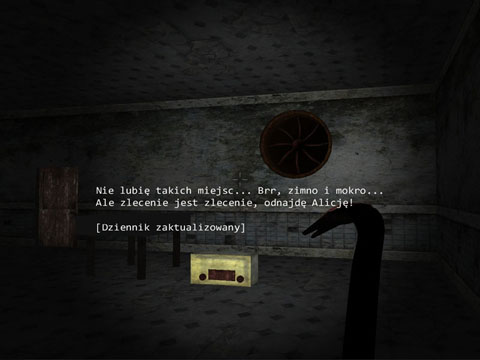 Nie lubię takich miejsc... Brr, zimno i mokro...
Ale zlecenie jest zlecenie, odnajdę Alicję!
[Dziennik zaktualizowany]